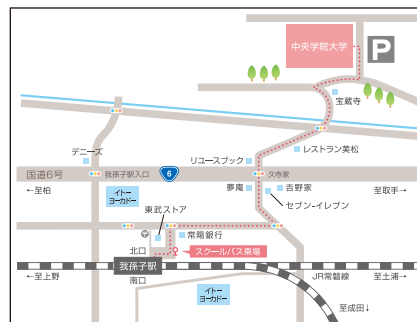 中央学院大学
P
宝蔵寺
レストラン美松
デニーズ
リユースブック
国道6号
我孫子駅入口
6
久寺家
←至柏
夢庵
吉野家
至取手→
イトー
ヨーカドー
セブン-イレブン
東武ストア
常陽銀行
北口
スクールバス乗場
我孫子駅
←至上野
南口
JR常磐線
至土浦→
イトー
ヨーカドー
至成田↓